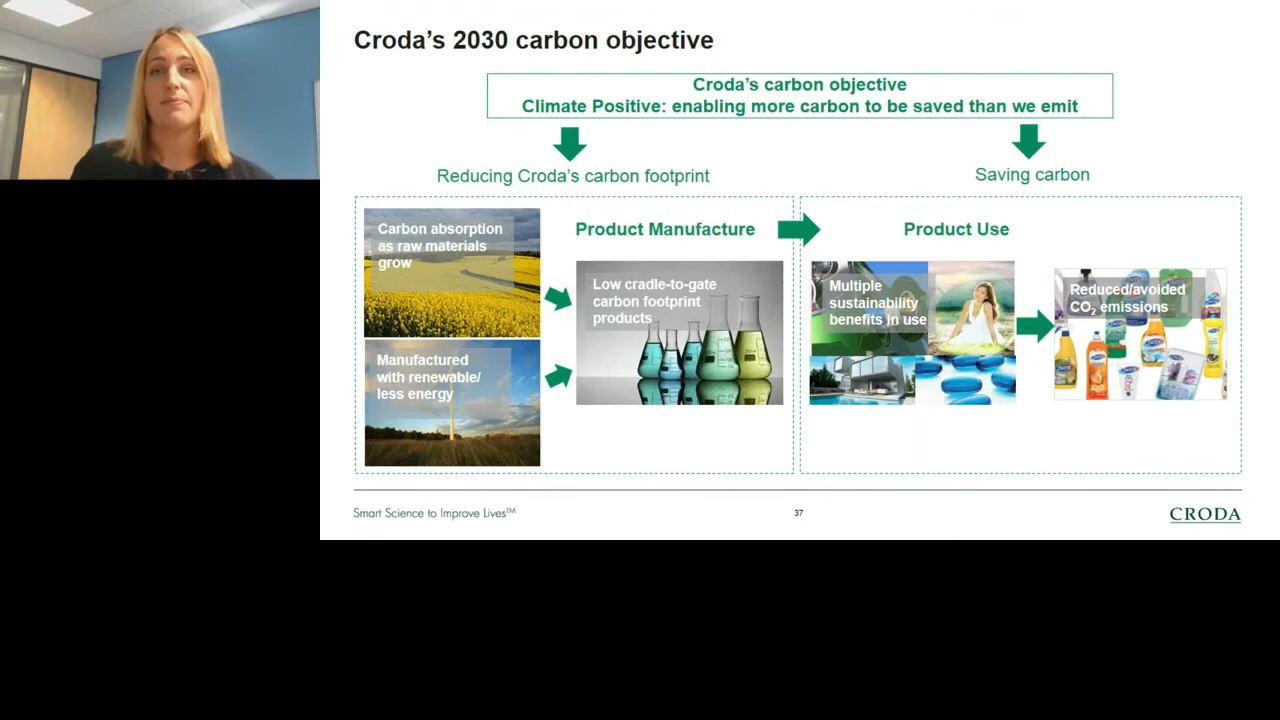 Croda's 2030 carbon objective
Croda's carbon objective
Climate Positive: enabling more carbon to be saved than we emit
Reducing Croda's carbon footprint
Saving carbon
Carbon absorption
as raw materials
grow
Manufactured
with renewable/
less energy
Product Manufacture
Low cradle-to-gate
carbon footprint
products
Product Use
Multiple
sustainability
benefits in use
Reduced/avoided
CO₂ emissions
Smart Science to Improve Lives™
37
CRODA